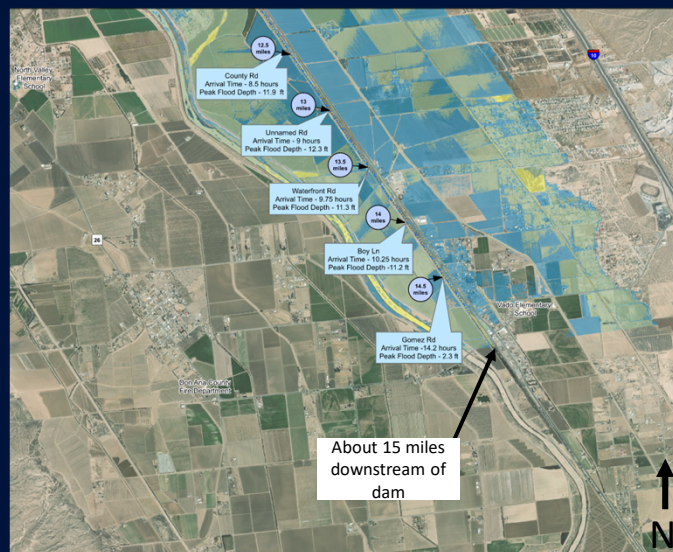 12.5
miles
County Rd
Arrival Time - 8.5 hours
Peak Flood Depth - 11.9 ft
North Valley
Elementary
School
10
13
miles
Unnamed Rd
Arrival Time - 9 hours
Peak Flood Depth - 12.3 ft
13.5
miles
Waterfront Rd
Arrival Time - 9.75 hours
Peak Flood Depth - 11.3 ft
14
miles
28
Boy Ln
Arrival Time - 10.25 hours
Peak Flood Depth -11.2 ft
14.5
miles
Vado Elementary
School
Gomez Rd
Arrival Time -14.2 hours
Peak Flood Depth - 2.3 ft
Don Ana County
Fire Department
About 15 miles
downstream of
dam
N